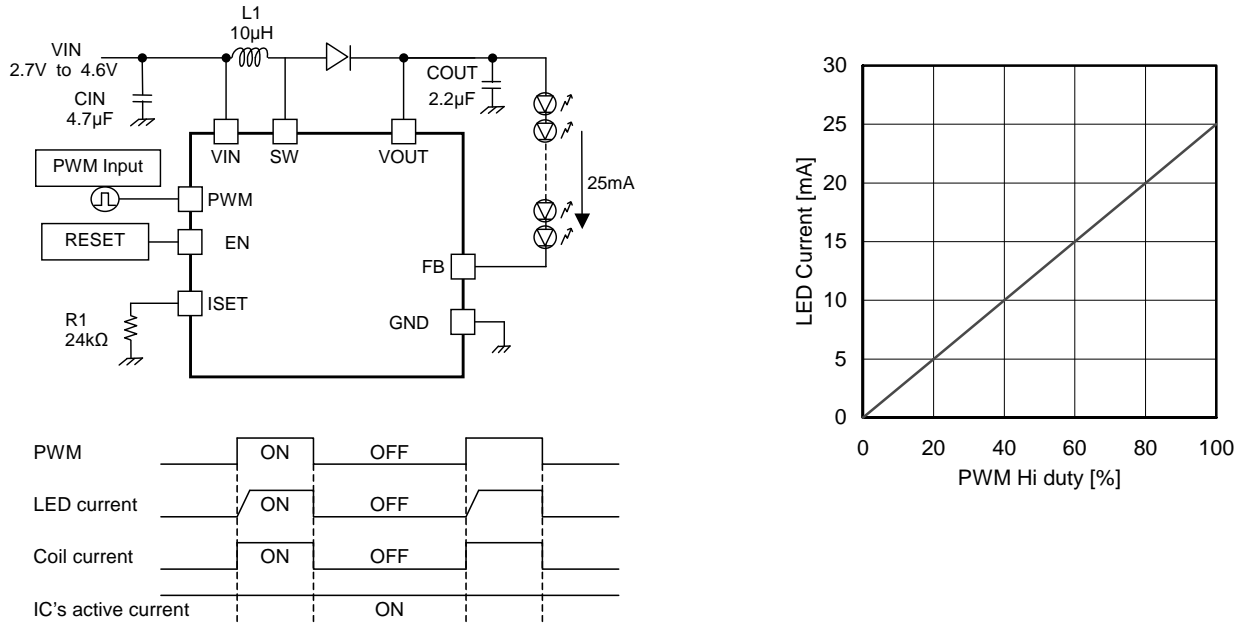 L1
10µH
VIN
2.7V to 4.6V
CIN
4.7µF
COUT
2.2µF
VIN
SW
VOUT
PWM Input
PWM
RESET
EN
25mA
FB
ISET
R1
24kΩ
GND
PWM
ON
OFF
LED current
ON
OFF
Coil current
ON
OFF
IC's active current
ON
LED Current [mA]
30
25
20
15
10
5
0
0
20
40
60
80
100
PWM Hi duty [%]